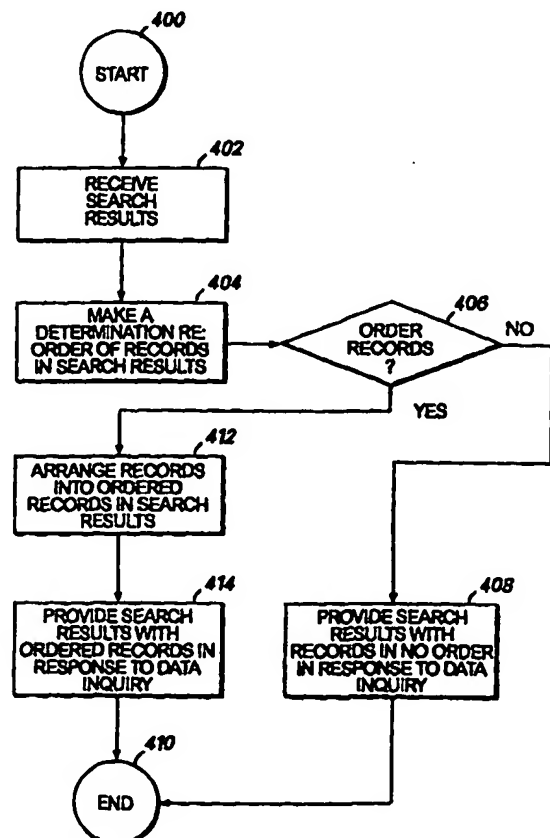 400
START
402
RECEIVE
SEARCH
RESULTS
404
MAKE A
DETERMINATION RE:
ORDER OF RECORDS
IN SEARCH RESULTS
406
ORDER
RECORDS
?
NO
YES
412
ARRANGE RECORDS
INTO ORDERED
RECORDS IN SEARCH
RESULTS
414
PROVIDE SEARCH
RESULTS WITH
ORDERED RECORDS IN
RESPONSE TO DATA
INQUIRY
408
PROVIDE SEARCH
RESULTS WITH
RECORDS IN NO ORDER
IN RESPONSE TO DATA
INQUIRY
410
END